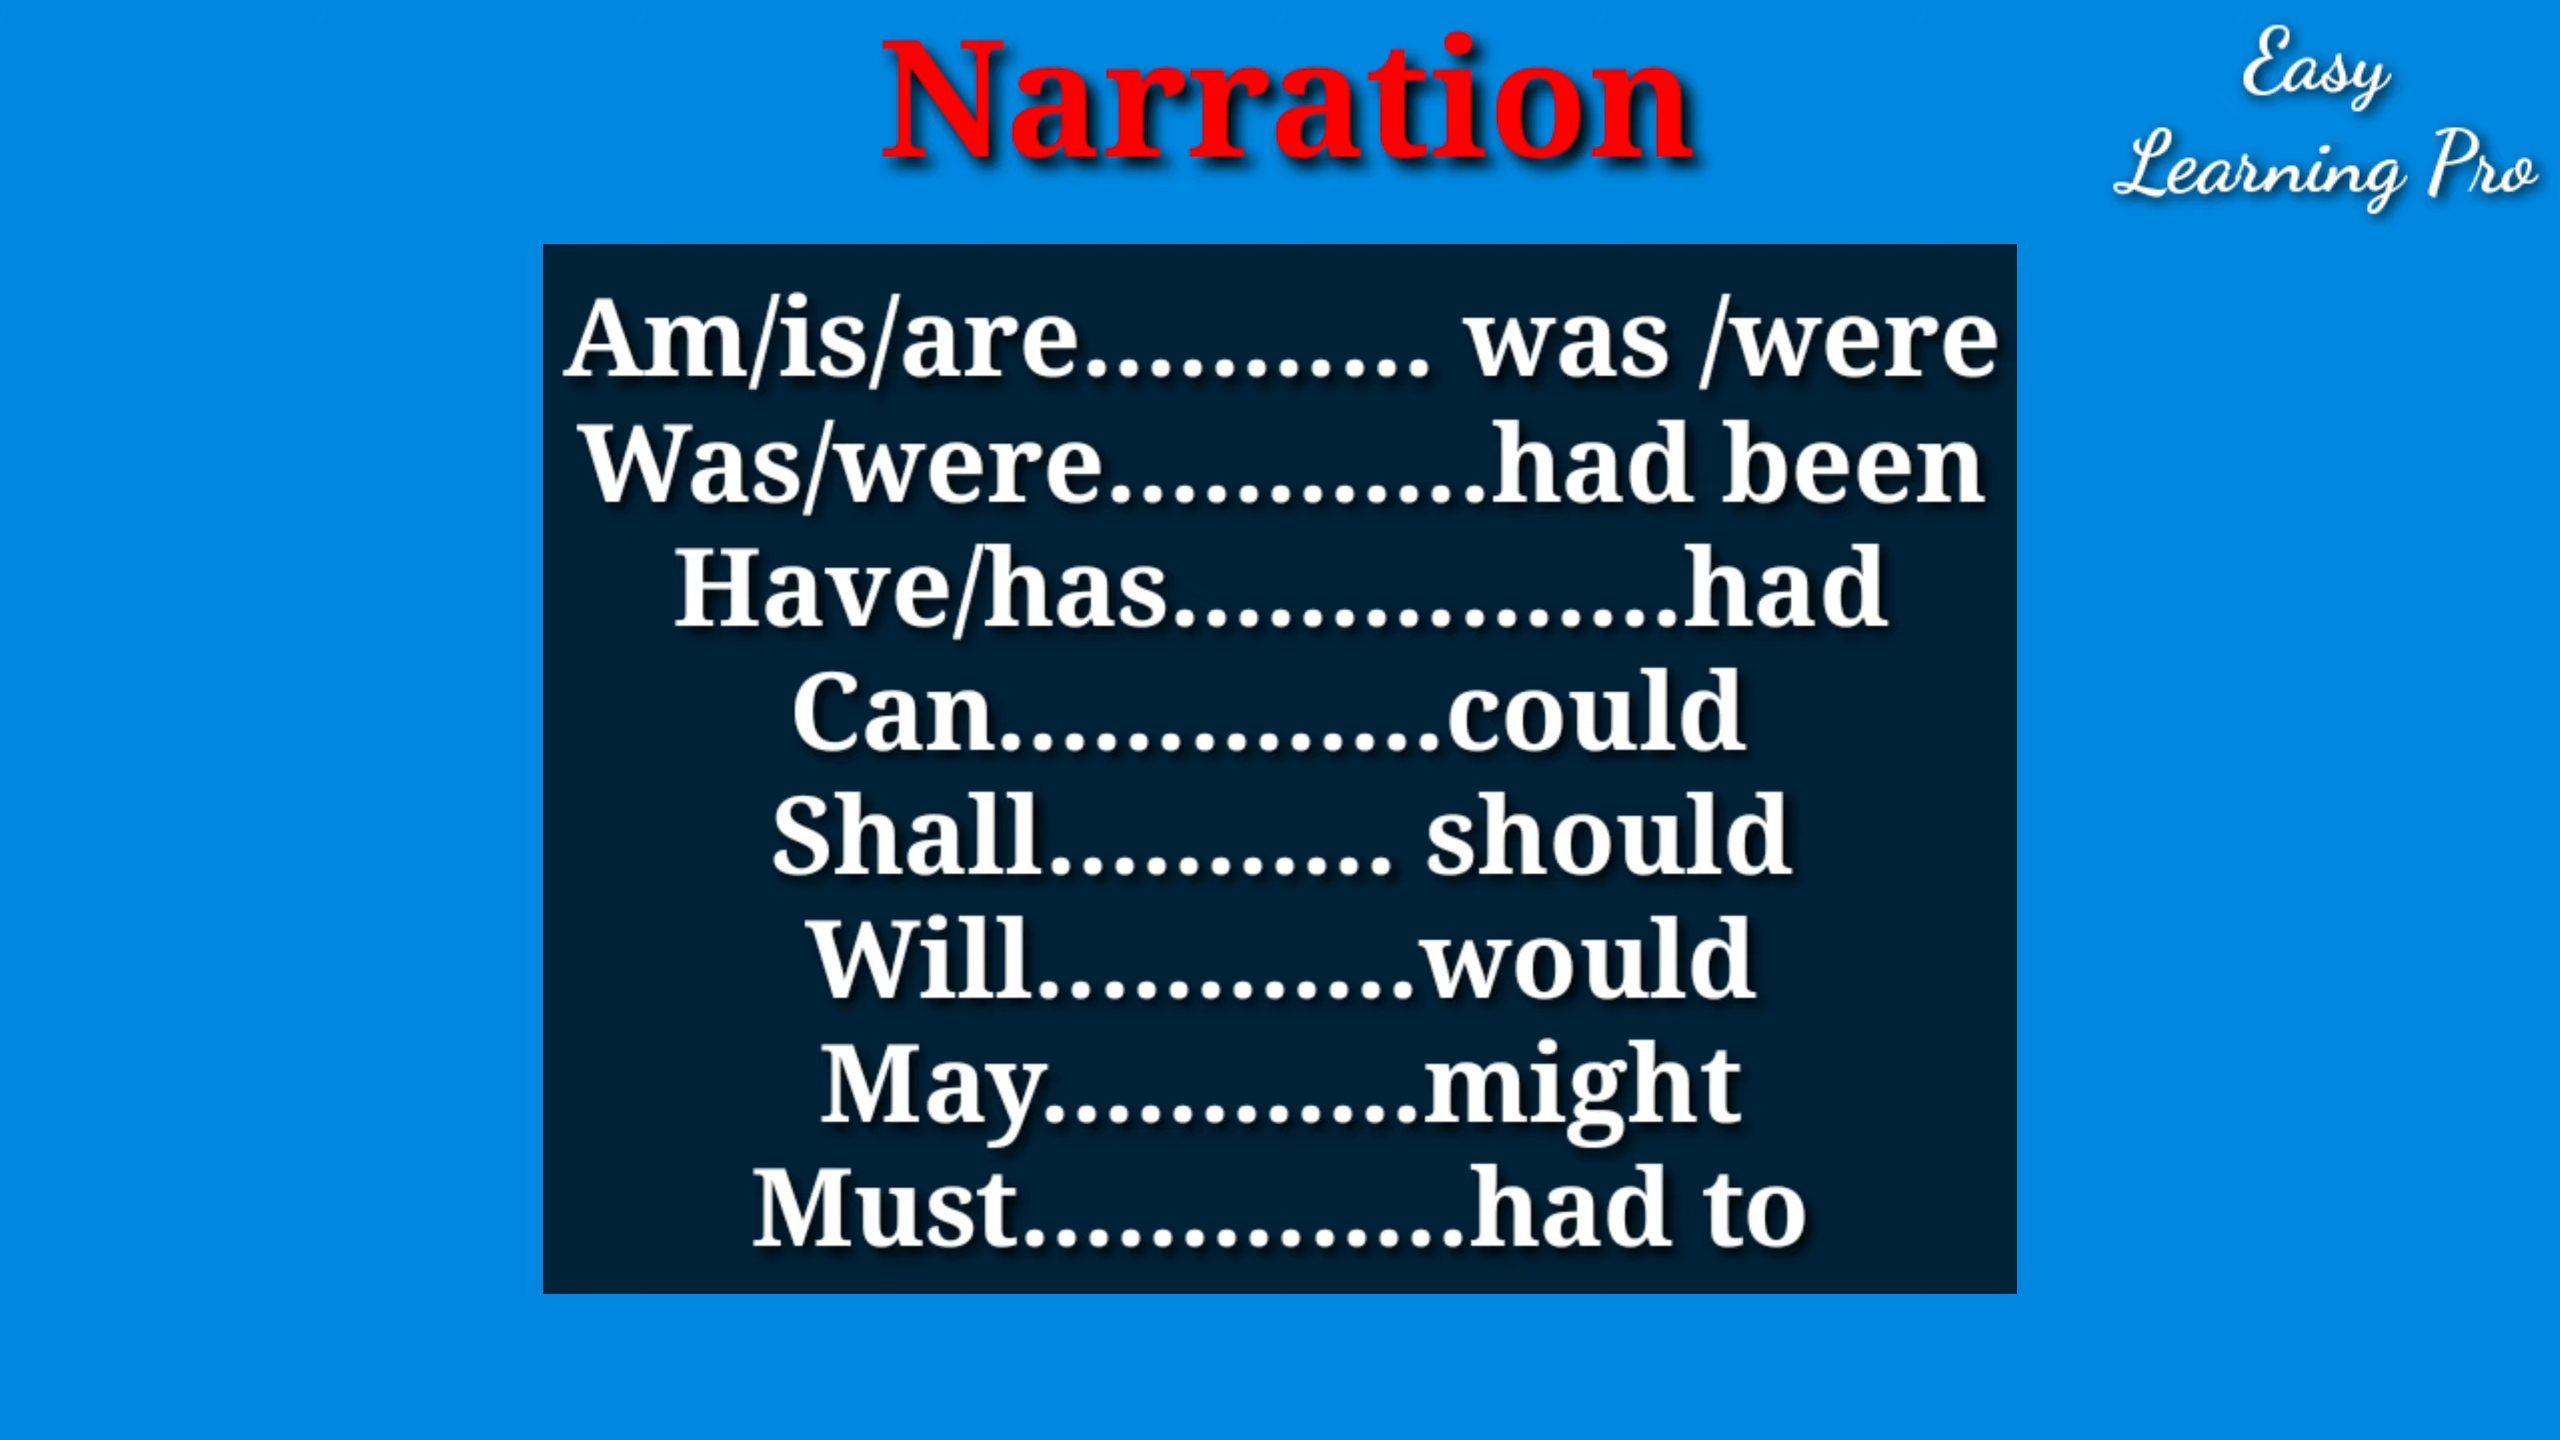 Narration
Easy
Learning Pro
Am/is/are........... was /were
Was/were............had been
Have/has................had
Can..............could
Shall........... should
Will............would
May............might
Must..............had to